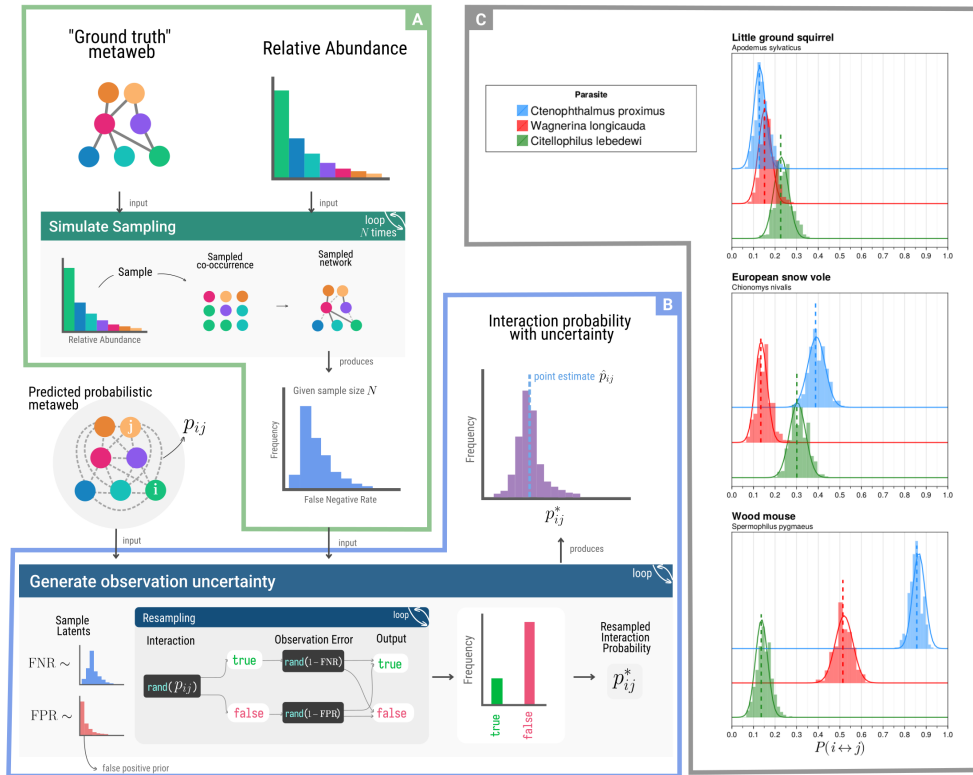 A
"Ground truth"
metaweb
Relative Abundance
input
input
Simulate Sampling
loop
N times
Sample
Sampled
co-occurrence
Sampled
network
Relative Abundance
produces
Given sample size N
Frequency
False Negative Rate
Predicted probabilistic
metaweb
p_ij
j
i
input
input
B
Interaction probability
with uncertainty
point estimate p̂_ij
Frequency
p*_ij
produces
Generate observation uncertainty
loop
Sample
Latents
FNR ∼
FPR ∼
false positive prior
Resampling
loop
Interaction
Observation Error
Output
rand(p_ij)
true
false
rand(1−FNR)
rand(1−FPR)
true
false
Frequency
true
false
Resampled
Interaction
Probability
p*_ij
C
Parasite
Ctenophthalmus proximus
Wagnerina longicauda
Citellophilus lebedewi
Little ground squirrel
Apodemus sylvaticus
0.0 0.1 0.2 0.3 0.4 0.5 0.6 0.7 0.8 0.9 1.0
European snow vole
Chionomys nivalis
0.0 0.1 0.2 0.3 0.4 0.5 0.6 0.7 0.8 0.9 1.0
Wood mouse
Spermophilus pygmaeus
0.0 0.1 0.2 0.3 0.4 0.5 0.6 0.7 0.8 0.9 1.0
P(i↔j)